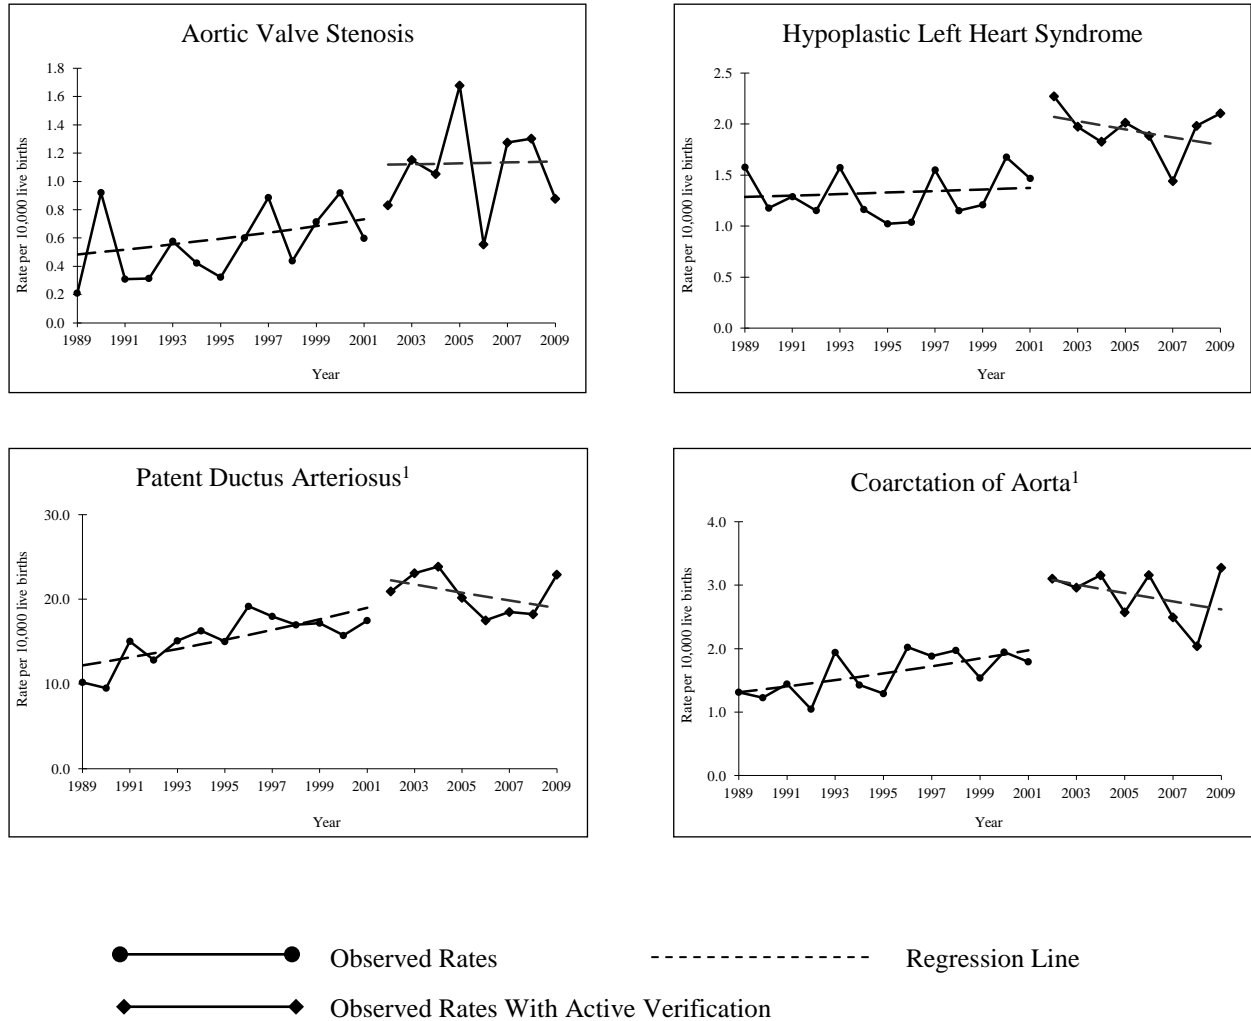 Aortic Valve Stenosis
Rate per 10,000 live births
1.8
1.6
1.4
1.2
1.0
0.8
0.6
0.4
0.2
0.0
1989 1991 1993 1995 1997 1999 2001 2003 2005 2007 2009
Year
Hypoplastic Left Heart Syndrome
Rate per 10,000 live births
2.5
2.0
1.5
1.0
0.5
0.0
1989 1991 1993 1995 1997 1999 2001 2003 2005 2007 2009
Year
Patent Ductus Arteriosus¹
Rate per 10,000 live births
30.0
20.0
10.0
0.0
1989 1991 1993 1995 1997 1999 2001 2003 2005 2007 2009
Year
Coarctation of Aorta¹
Rate per 10,000 live births
4.0
3.0
2.0
1.0
0.0
1989 1991 1993 1995 1997 1999 2001 2003 2005 2007 2009
Year
Observed Rates
Regression Line
Observed Rates With Active Verification